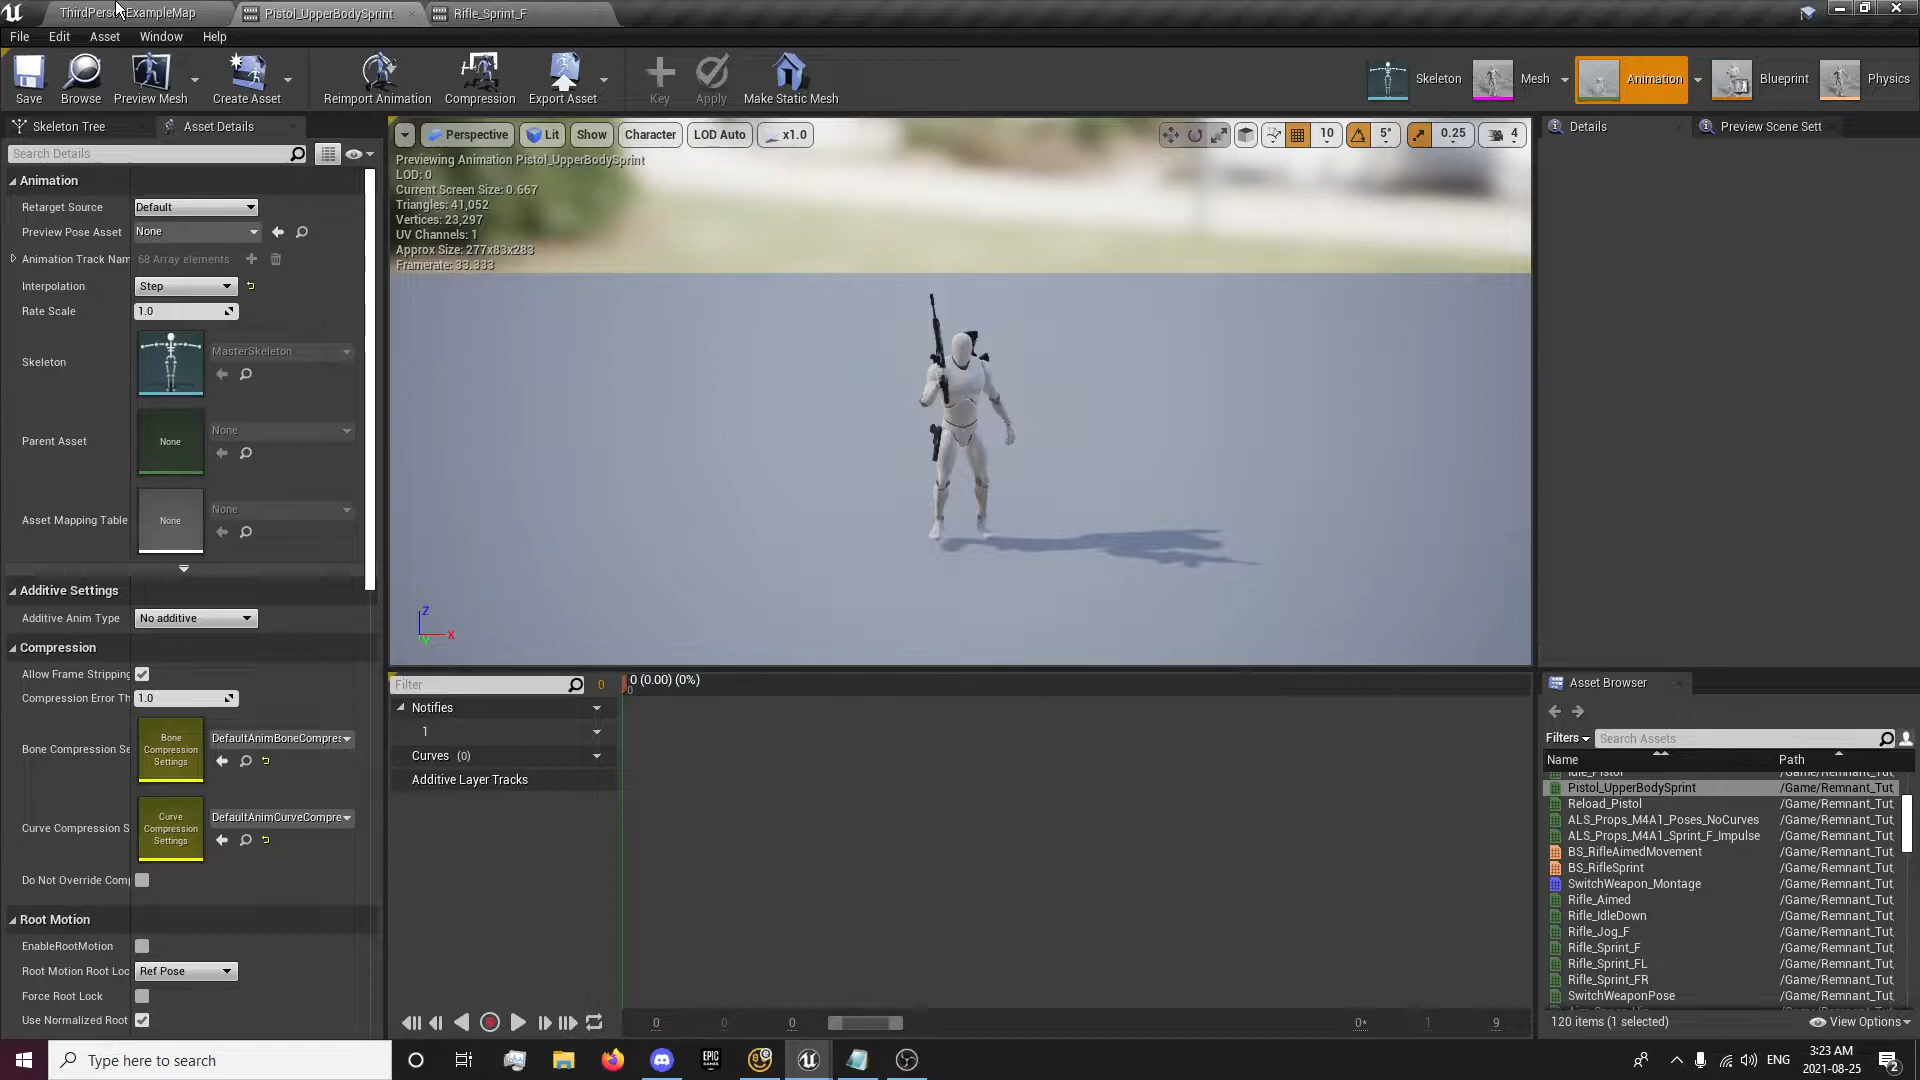 ThirdPersonExampleMap
Pistol_UpperBodySprint
Rifle_Sprint_F
File
Edit
Asset
Window
Help
Save
Browse
Preview Mesh
Create Asset
Reimport Animation
Compression
Export Asset
Key
Apply
Make Static Mesh
Skeleton
Mesh
Animation
Blueprint
Physics
Skeleton Tree
Asset Details
Search Details
Animation
Retarget Source
Default
Preview Pose Asset
None
Animation Track Nam
68 Array elements
Interpolation
Step
Rate Scale
1.0
Skeleton
MasterSkeleton
Parent Asset
None
None
Asset Mapping Table
None
None
Additive Settings
Additive Anim Type
No additive
Compression
Allow Frame Stripping
Compression Error Th
1.0
Bone Compression Se
Bone
Compression
Settings
DefaultAnimBoneCompres
Curve Compression S
Curve
Compression
Settings
DefaultAnimCurveCompre
Do Not Override Comp
Root Motion
EnableRootMotion
Root Motion Root Loc
Ref Pose
Force Root Lock
Use Normalized Root
Perspective
Lit
Show
Character
LOD Auto
x1.0
10
5°
0.25
4
Previewing Animation Pistol_UpperBodySprint
LOD: 0
Current Screen Size: 0.667
Triangles: 41,052
Vertices: 23,297
UV Channels: 1
Approx Size: 277x83x283
Framerate: 33.333
Z
X
Y
Filter
0
0 (0.00) (0%)
0
Notifies
1
Curves (0)
Additive Layer Tracks
0
0
0
0*
1
9
Details
Preview Scene Sett
Asset Browser
Filters
Search Assets
Name
Path
Idle_Pistol
Pistol_UpperBodySprint
/Game/Remnant_Tut
Reload_Pistol
/Game/Remnant_Tut
ALS_Props_M4A1_Poses_NoCurves
/Game/Remnant_Tut
ALS_Props_M4A1_Sprint_F_Impulse
/Game/Remnant_Tut
BS_RifleAimedMovement
/Game/Remnant_Tut
BS_RifleSprint
/Game/Remnant_Tut
SwitchWeapon_Montage
/Game/Remnant_Tut
Rifle_Aimed
/Game/Remnant_Tut
Rifle_IdleDown
/Game/Remnant_Tut
Rifle_Jog_F
/Game/Remnant_Tut
Rifle_Sprint_F
/Game/Remnant_Tut
Rifle_Sprint_FL
/Game/Remnant_Tut
Rifle_Sprint_FR
/Game/Remnant_Tut
SwitchWeaponPose
/Game/Remnant_Tut
120 items (1 selected)
View Options
Type here to search
EPIC
ENG
3:23 AM
2021-08-25
2